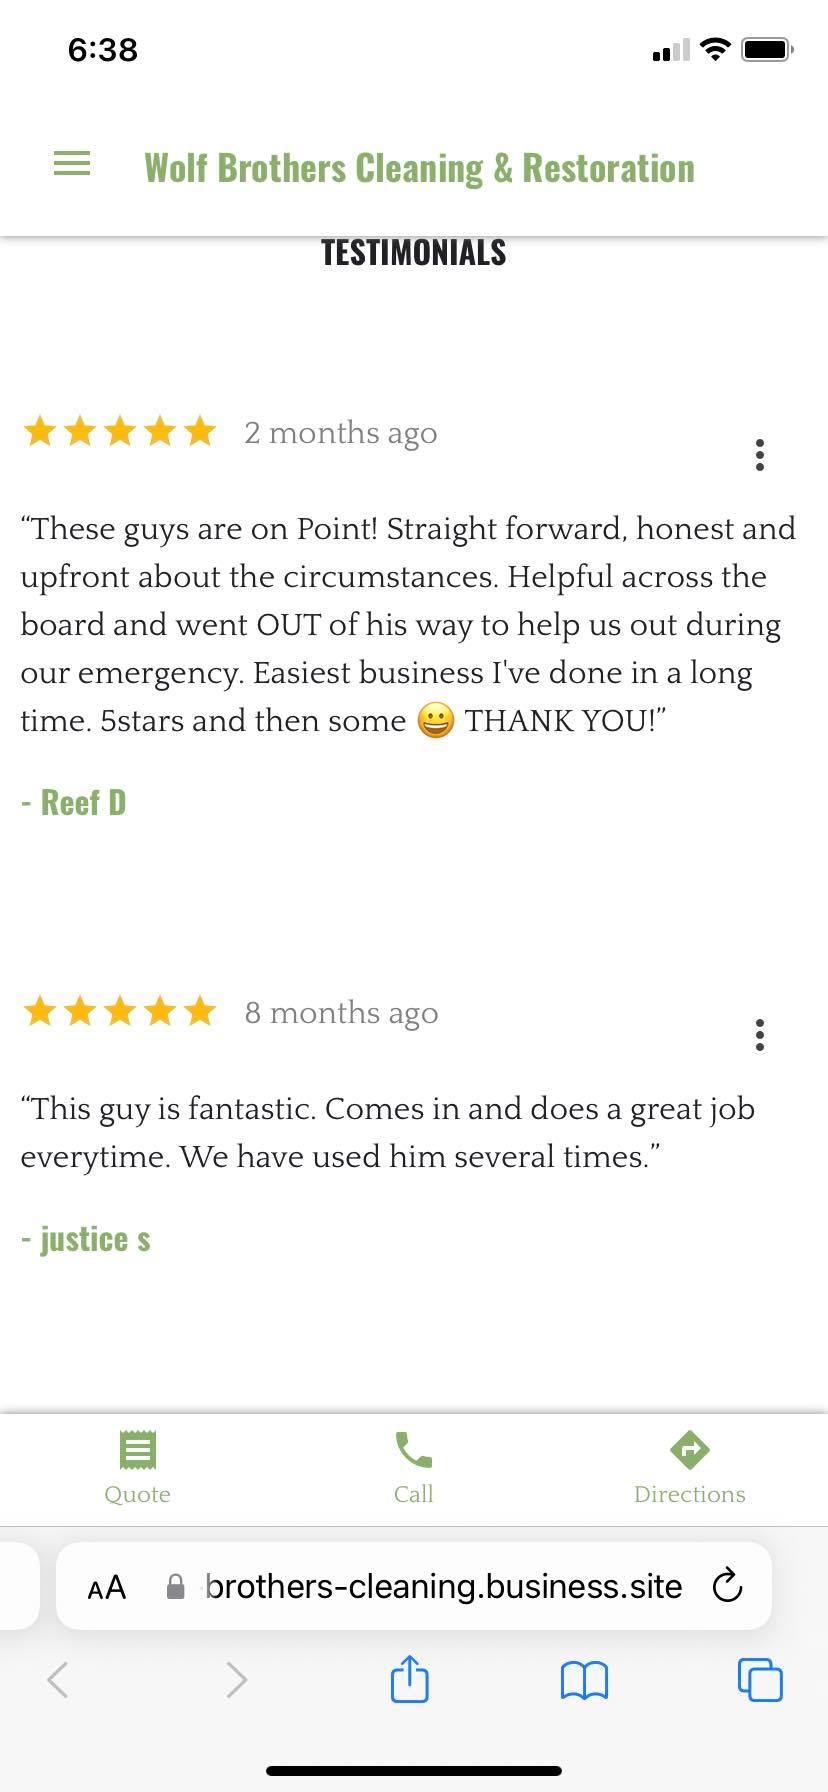 6:38
Wolf Brothers Cleaning & Restoration
TESTIMONIALS
2 months ago
“These guys are on Point! Straight forward, honest and
upfront about the circumstances. Helpful across the
board and went OUT of his way to help us out during
our emergency. Easiest business I've done in a long
time. 5stars and then some 😀 THANK YOU!”
- Reef D
8 months ago
“This guy is fantastic. Comes in and does a great job
everytime. We have used him several times.”
- justice s
Quote
Call
Directions
AA brothers-cleaning.business.site